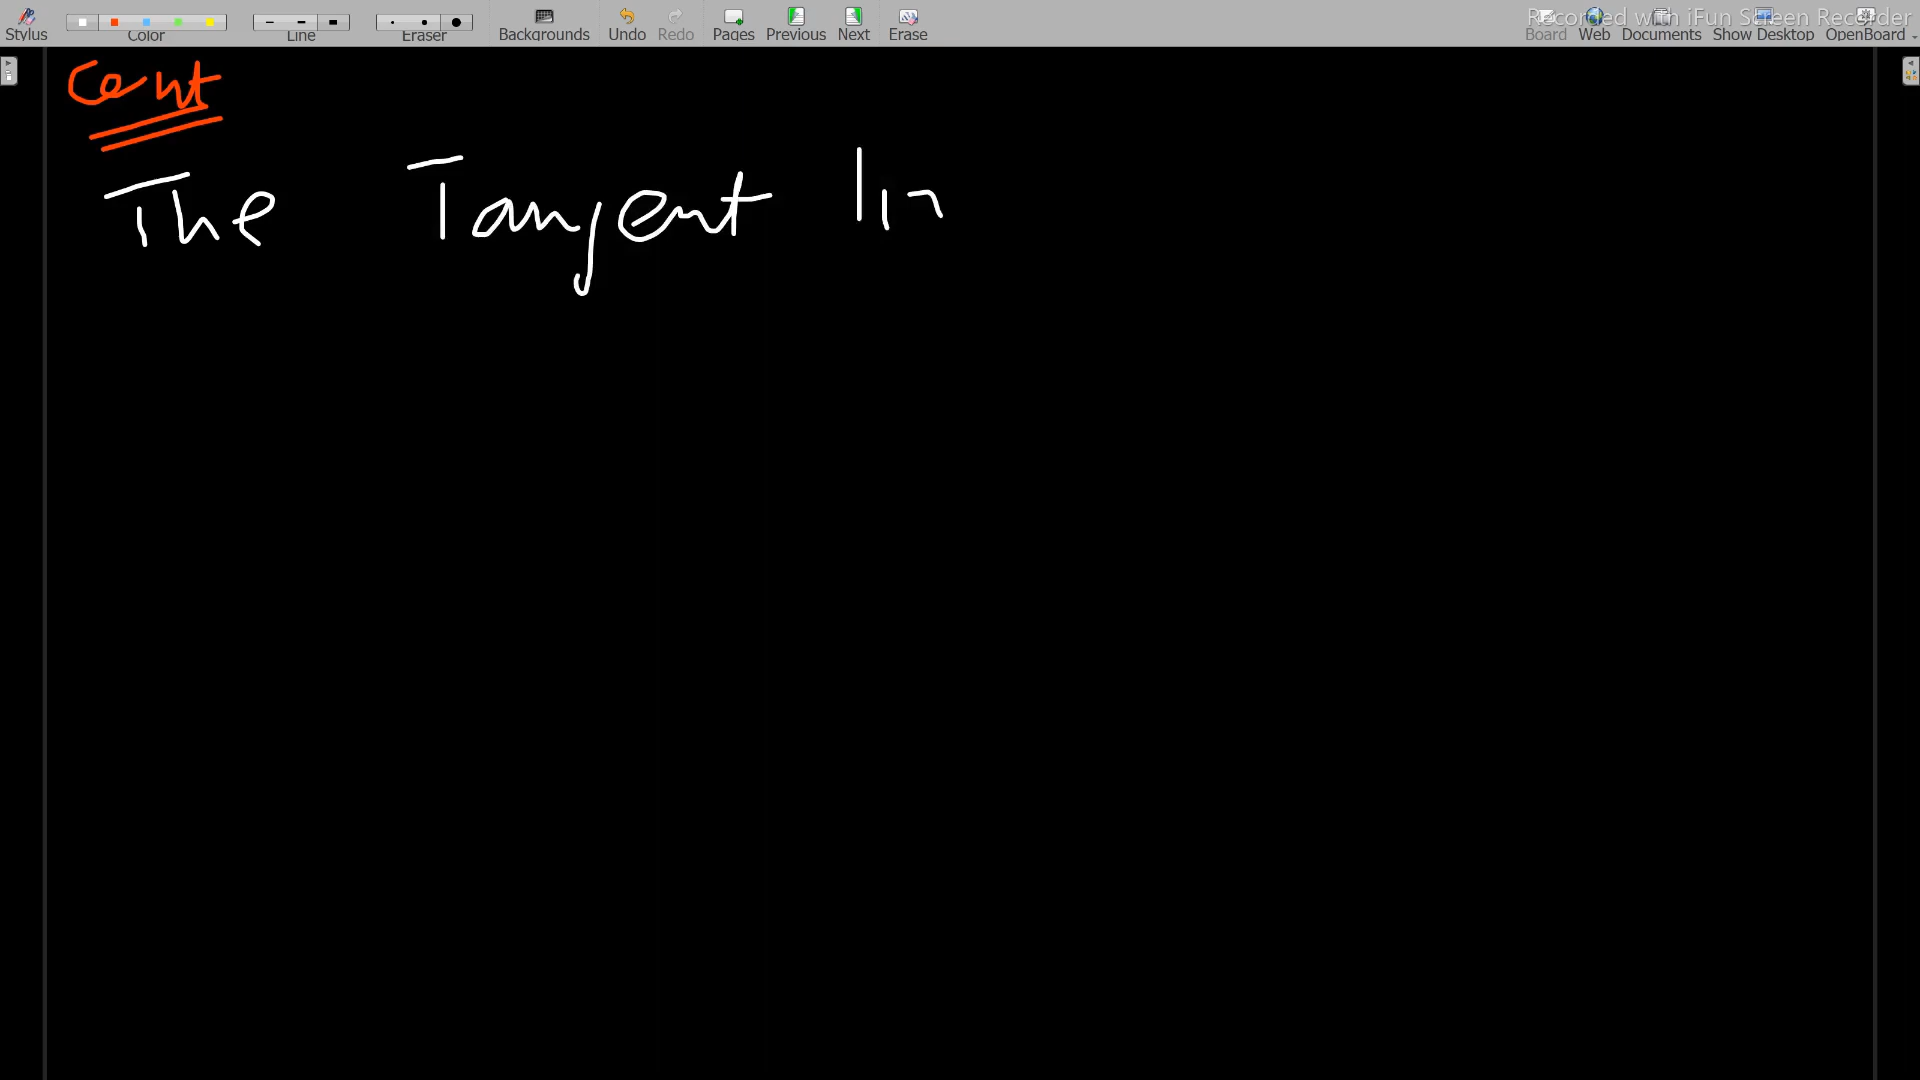 Recorded with iFun Screen Recorder
Stylus Color Line Eraser Backgrounds Undo Redo Pages Previous Next Erase Board Web Documents Show Desktop OpenBoard
Cont
The Tangent lin